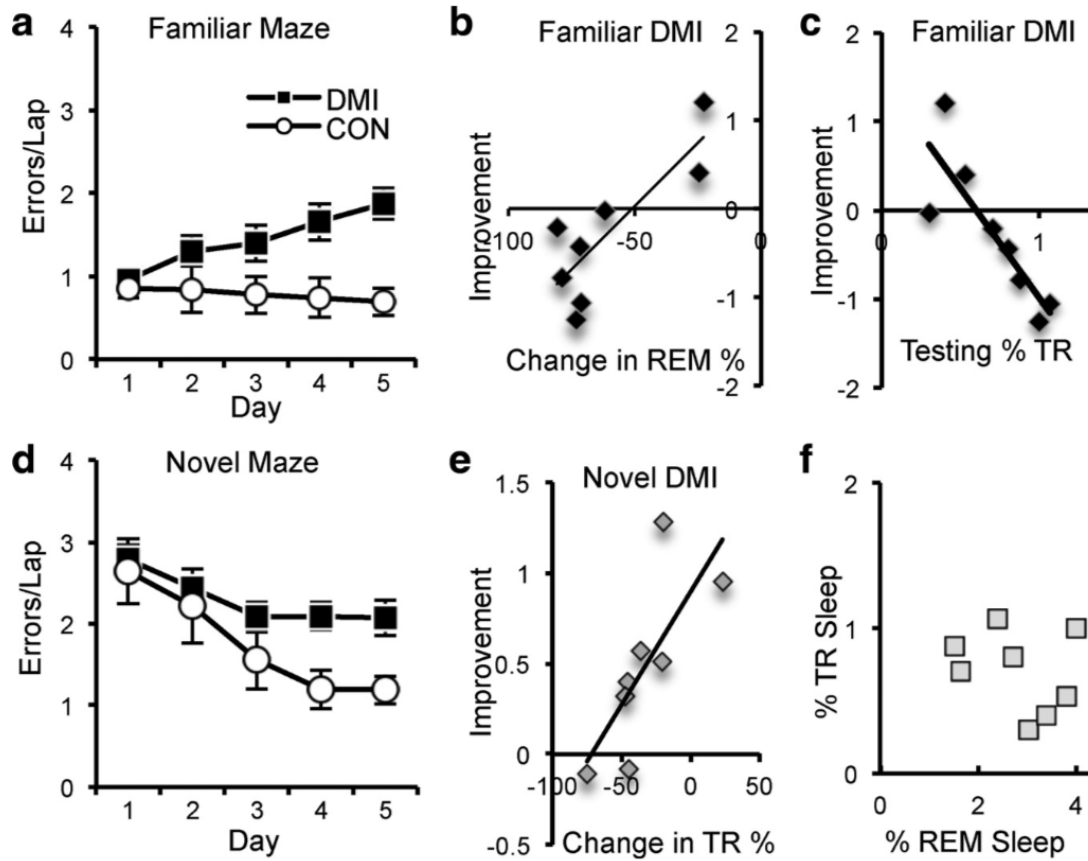 a
Familiar Maze
4
3
2
1
0
Errors/Lap
DMI
CON
1 2 3 4 5
Day
b
Familiar DMI
2
1
0
-1
-2
Improvement
-100 -50 0
Change in REM %
c
Familiar DMI
2
1
0
-1
-2
Improvement
0 1
Testing % TR
d
Novel Maze
4
3
2
1
0
Errors/Lap
1 2 3 4 5
Day
e
Novel DMI
1.5
1
0.5
0
-0.5
Improvement
-100 -50 0 50
Change in TR %
f
2
1
0
% TR Sleep
0 2 4
% REM Sleep